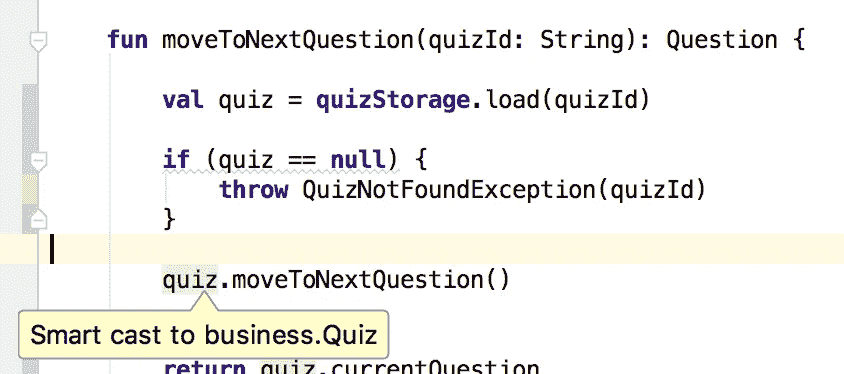 fun moveToNextQuestion(quizId: String): Question {
val quiz = quizStorage.load(quizId)
if (quiz == null) {
throw QuizNotFoundException(quizId)
}
quiz.moveToNextQuestion()
Smart cast to business.Quiz
return quiz.currentQuestion